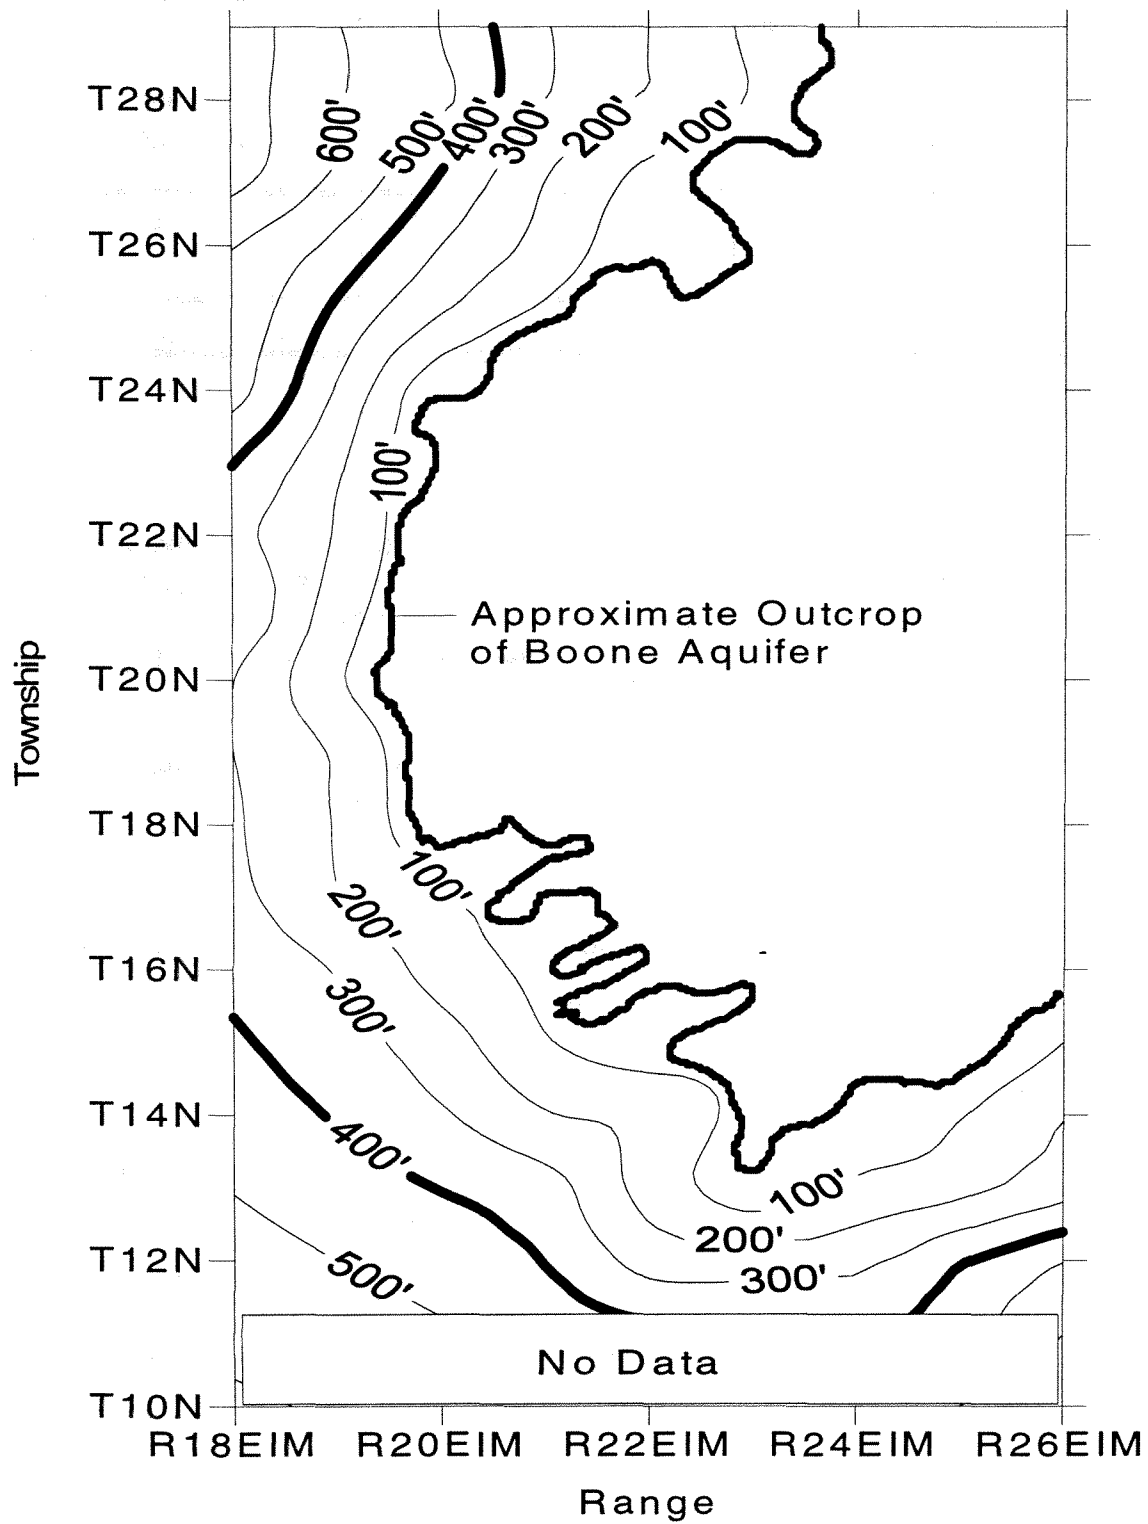 T28N
600'
500'
400'
300'
200'
100'
T26N
T24N
100'
T22N
Approximate Outcrop
of Boone Aquifer
Township
T20N
T18N
100'
200'
T16N
300'
T14N
400'
100'
200'
T12N
500'
300'
No Data
T10N
R18EIM R20EIM R22EIM R24EIM R26EIM
Range